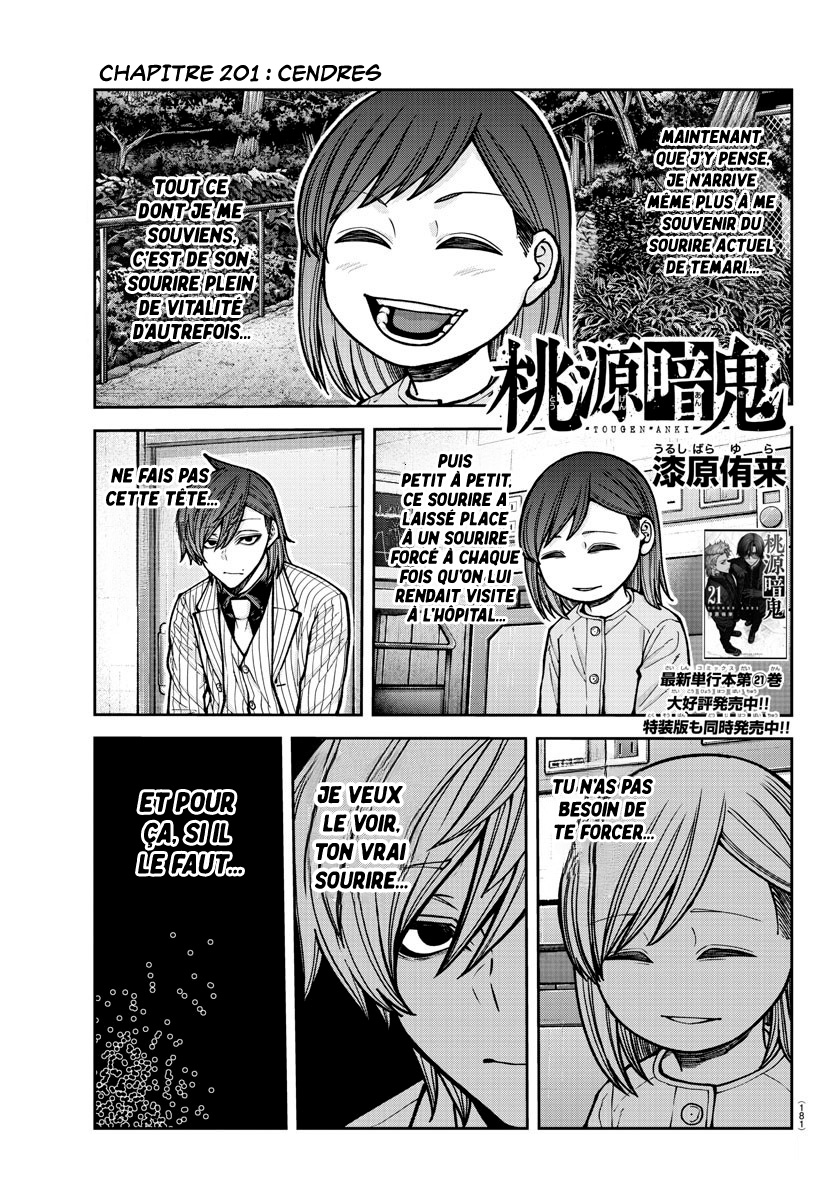 CHAPITRE 201 : CENDRES
MAINTENANT
QUE J'Y PENSE,
JE N'ARRIVE
MÊME PLUS À ME
SOUVENIR DU
SOURIRE ACTUEL
DE TEMARI....
TOUT CE
DONT JE ME
SOUVIENS,
C'EST DE SON
SOURIRE PLEIN
DE VITALITÉ
D'AUTREFOIS...
桃源暗鬼
とう げん あん き
TOUGEN ANKI
うるし ばら ゆ ら
漆原侑来
桃源暗鬼
21
最新単行本第㉑巻
大好評発売中!!
特装版も同時発売中!!
PUIS
PETIT À PETIT,
CE SOURIRE A
LAISSÉ PLACE
À UN SOURIRE
FORCÉ À CHAQUE
FOIS QU'ON LUI
RENDAIT VISITE
À L'HÔPITAL...
NE FAIS PAS
CETTE TÊTE...
TU N'AS PAS
BESOIN DE
TE FORCER...
JE VEUX
LE VOIR,
TON VRAI
SOURIRE...
ET POUR
ÇA, SI IL
LE FAUT...
(181)